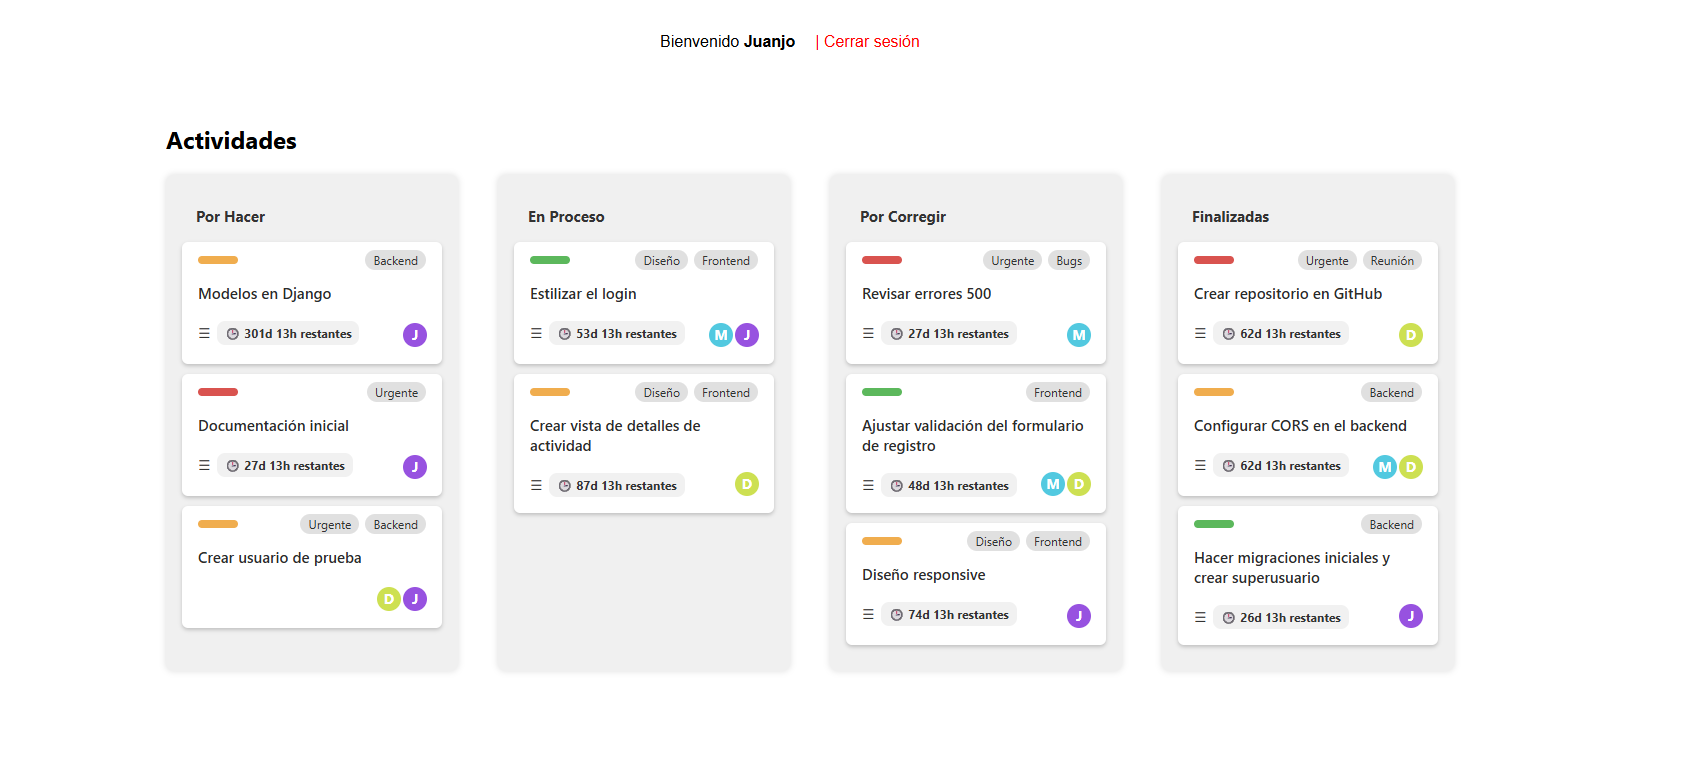 Bienvenido Juanjo | Cerrar sesión
Actividades
Por Hacer
Backend
Modelos en Django
☰ 301d 13h restantes J
Urgente
Documentación inicial
☰ 27d 13h restantes J
Urgente Backend
Crear usuario de prueba
D J
En Proceso
Diseño Frontend
Estilizar el login
☰ 53d 13h restantes M J
Diseño Frontend
Crear vista de detalles de
actividad
☰ 87d 13h restantes D
Por Corregir
Urgente Bugs
Revisar errores 500
☰ 27d 13h restantes M
Frontend
Ajustar validación del formulario
de registro
☰ 48d 13h restantes M D
Diseño Frontend
Diseño responsive
☰ 74d 13h restantes J
Finalizadas
Urgente Reunión
Crear repositorio en GitHub
☰ 62d 13h restantes D
Backend
Configurar CORS en el backend
☰ 62d 13h restantes M D
Backend
Hacer migraciones iniciales y
crear superusuario
☰ 26d 13h restantes J